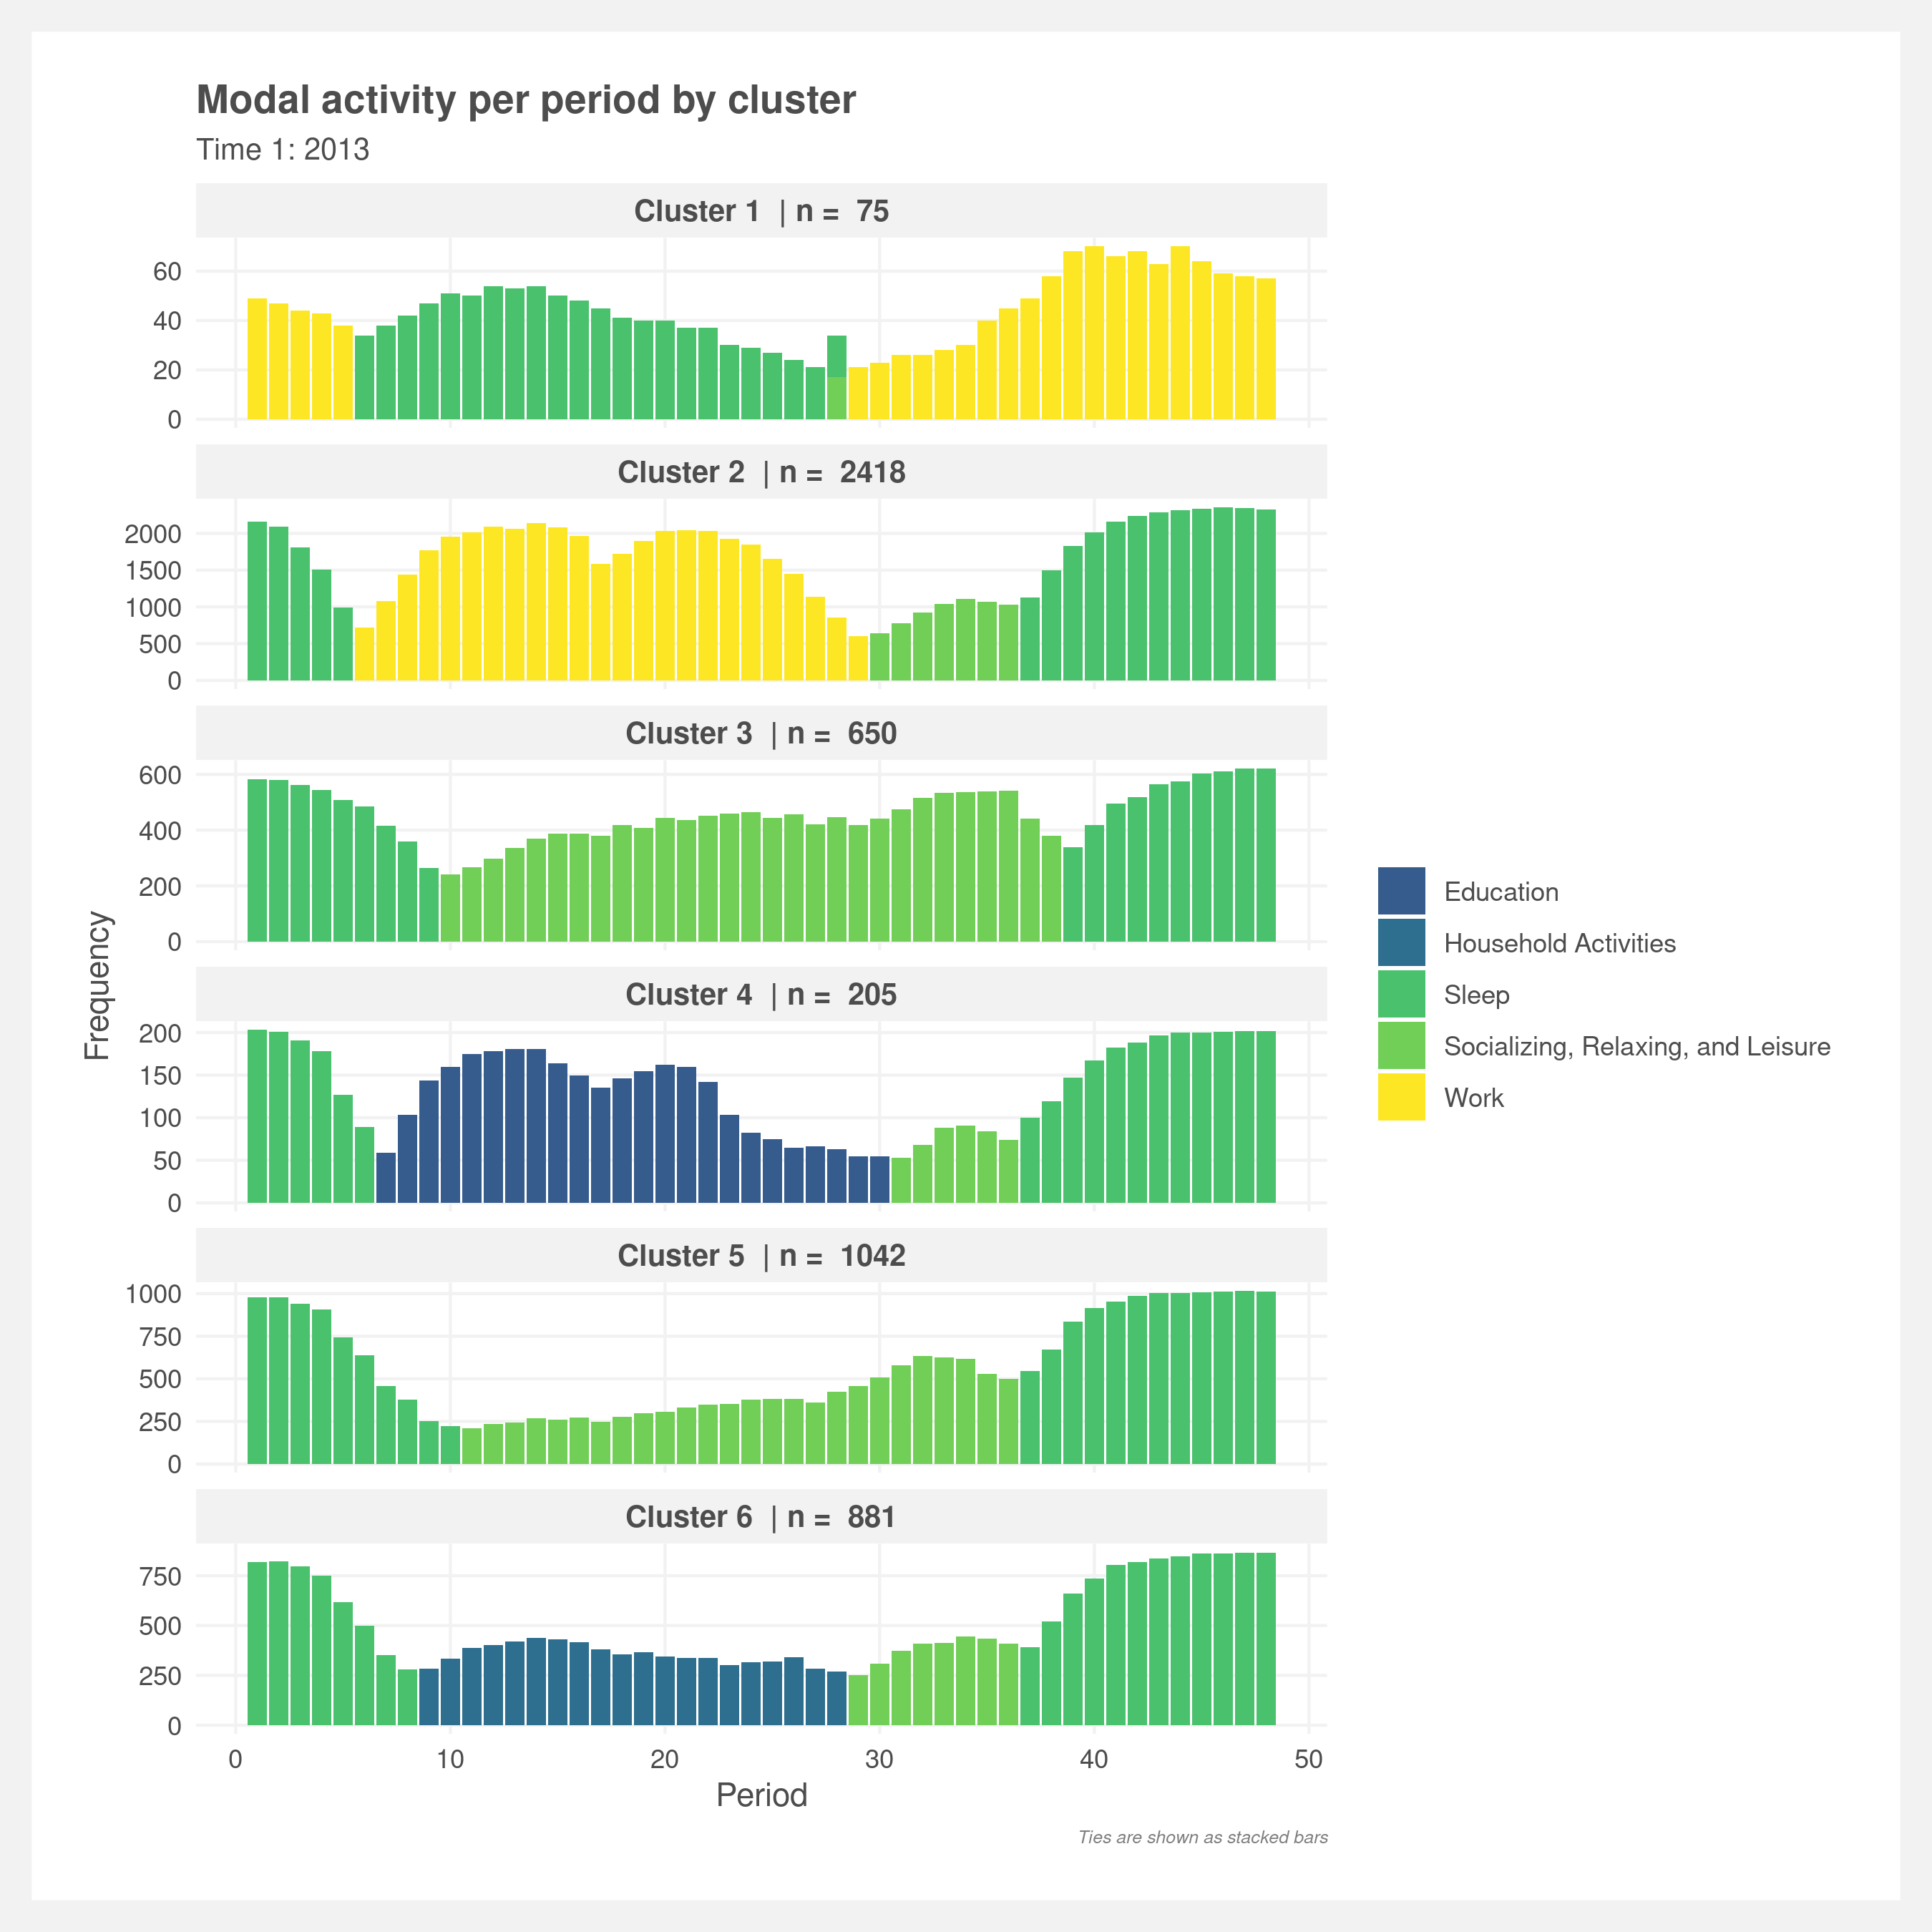 Modal activity per period by cluster
Time 1: 2013
Cluster 1 | n = 75
60
40
20
0
Cluster 2 | n = 2418
2000
1500
1000
500
0
Cluster 3 | n = 650
600
400
200
0
Cluster 4 | n = 205
200
150
100
50
0
Cluster 5 | n = 1042
1000
750
500
250
0
Cluster 6 | n = 881
750
500
250
0
0 10 20 30 40 50
Period
Frequency
Education
Household Activities
Sleep
Socializing, Relaxing, and Leisure
Work
Ties are shown as stacked bars